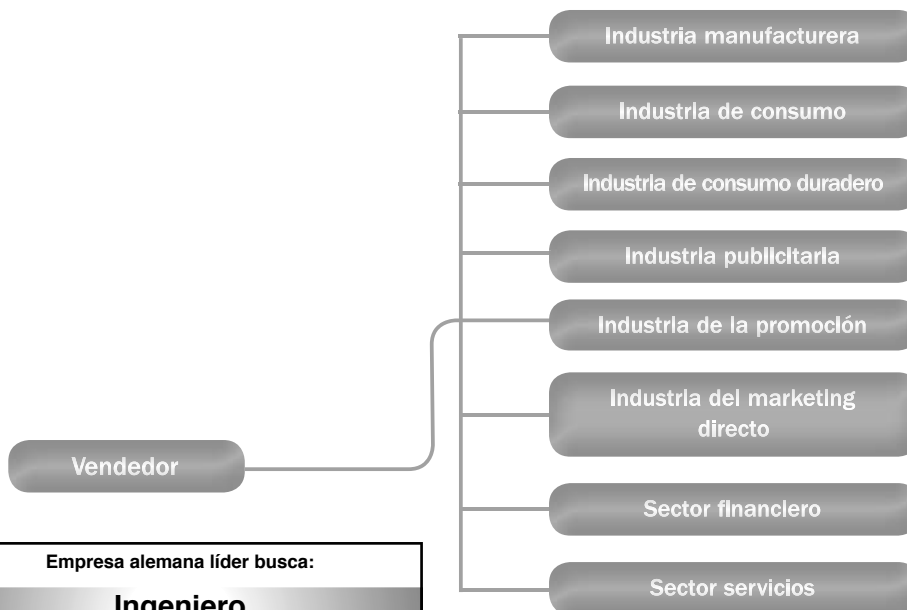 Industria manufacturera
Industria de consumo
Industria de consumo duradero
Industria publicitaria
Industria de la promoción
Industria del marketing
directo
Vendedor
Sector financiero
Empresa alemana líder busca:
Sector servicios
Ingeniero